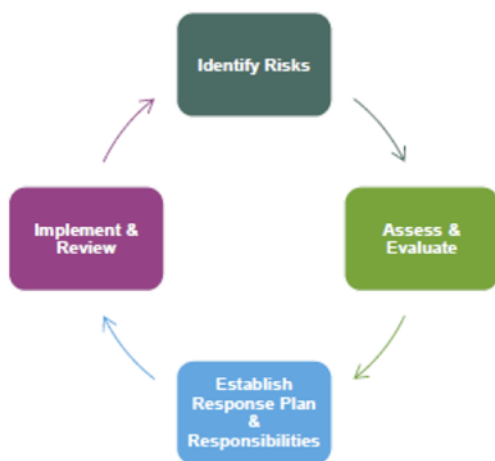 Identify Risks
Assess &
Evaluate
Establish
Response Plan
&
Responsibilities
Implement &
Review